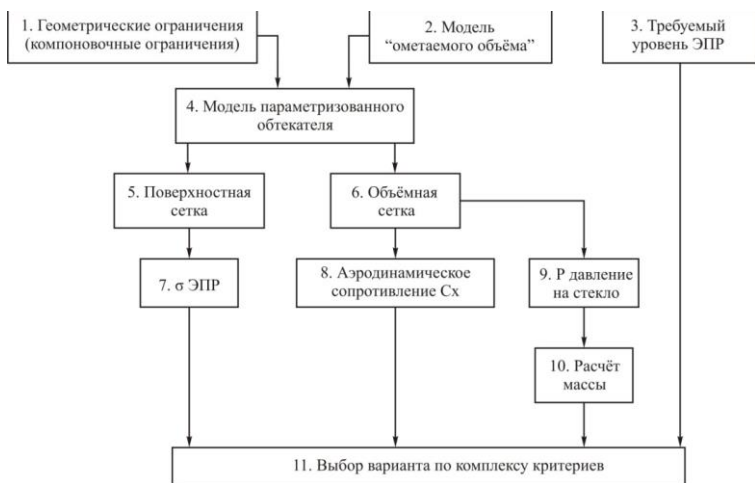 1. Геометрические ограничения
(компоновочные ограничения)
2. Модель
“ометаемого объёма”
3. Требуемый
уровень ЭПР
4. Модель параметризованного
обтекателя
5. Поверхностная
сетка
6. Объёмная
сетка
7. σ ЭПР
8. Аэродинамическое
сопротивление Сх
9. Р давление
на стекло
10. Расчёт
массы
11. Выбор варианта по комплексу критериев